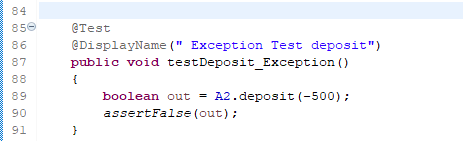 84
85 @Test
86 @DisplayName(" Exception Test deposit")
87 public void testDeposit_Exception()
88 {
89 boolean out = A2.deposit(-500);
90 assertFalse(out);
91 }